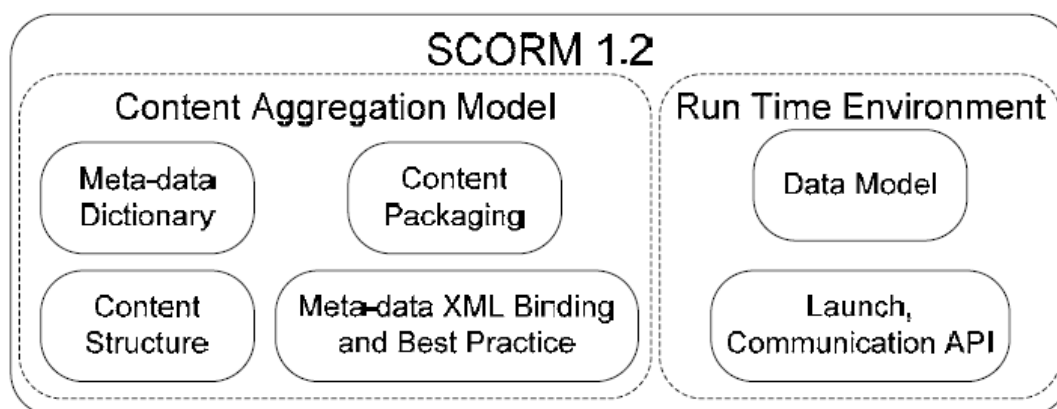 SCORM 1.2
Content Aggregation Model
Meta-data
Dictionary
Content
Packaging
Content
Structure
Meta-data XML Binding
and Best Practice
Run Time Environment
Data Model
Launch,
Communication API